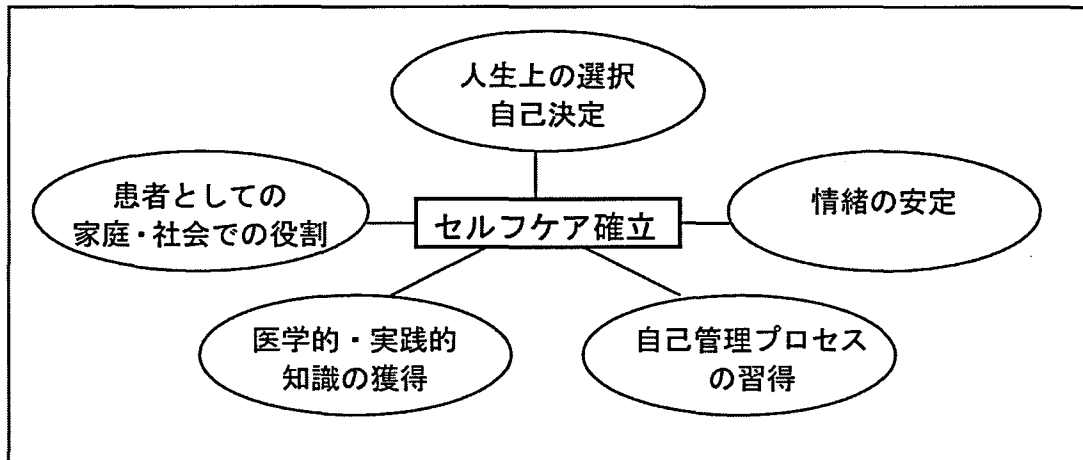 人生上の選択
自己決定
患者としての
家庭・社会での役割
セルフケア確立
情緒の安定
医学的・実践的
知識の獲得
自己管理プロセス
の習得